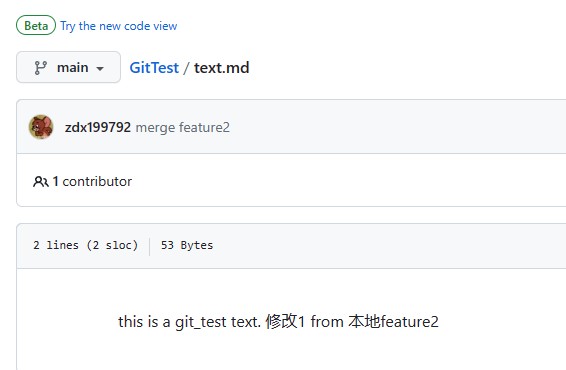 Beta Try the new code view
main GitTest / text.md
zdx199792 merge feature2
1 contributor
2 lines (2 sloc) 53 Bytes
this is a git_test text. 修改1 from 本地feature2